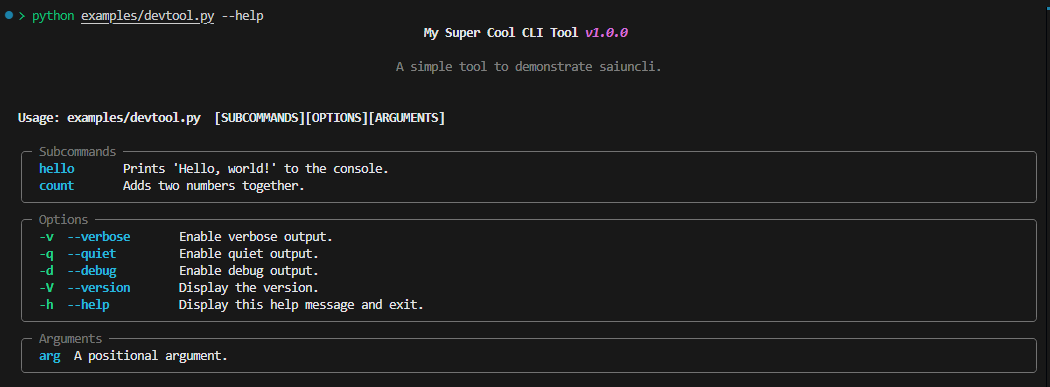 > python examples/devtool.py --help
My Super Cool CLI Tool v1.0.0
A simple tool to demonstrate saiuncli.
Usage: examples/devtool.py [SUBCOMMANDS][OPTIONS][ARGUMENTS]
Subcommands
hello Prints 'Hello, world!' to the console.
count Adds two numbers together.
Options
-v --verbose Enable verbose output.
-q --quiet Enable quiet output.
-d --debug Enable debug output.
-V --version Display the version.
-h --help Display this help message and exit.
Arguments
arg A positional argument.